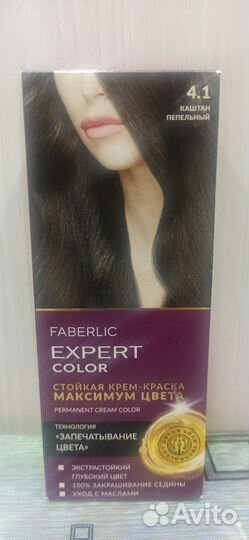 4.1
КАШТАН
ПЕПЕЛЬНЫЙ
FABERLIC
EXPERT
COLOR
СТОЙКАЯ КРЕМ-КРАСКА
МАКСИМУМ ЦВЕТА
PERMANENT CREAM COLOR
ТЕХНОЛОГИЯ
«ЗАПЕЧАТЫВАНИЕ
ЦВЕТА»
ЭКСТРАСТОЙКИЙ
ГЛУБОКИЙ ЦВЕТ
100% ЗАКРАШИВАНИЕ СЕДИНЫ
УХОД С МАСЛАМИ
Avito